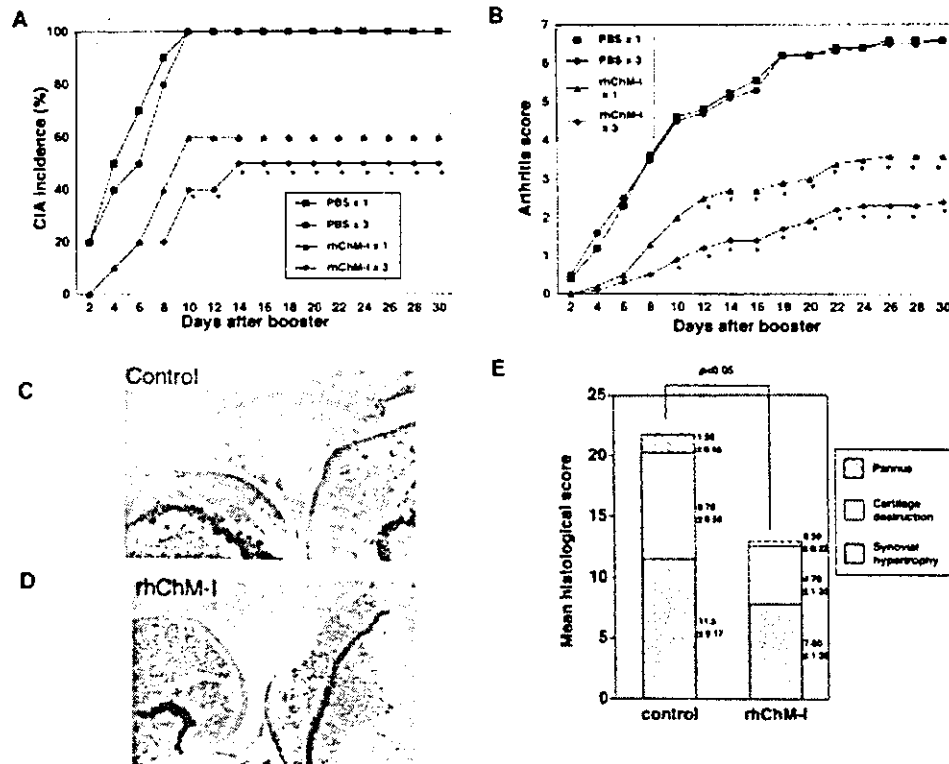 A
CIA incidence (%)
100
80
60
40
20
0
PBS x 1
PBS x 3
rhChM-I x 1
rhChM-I x 3
2 4 6 8 10 12 14 16 18 20 22 24 26 28 30
Days after booster
B
Arthritis score
7
6
5
4
3
2
1
0
PBS x 1
PBS x 3
rhChM-I
x 1
rhChM-I
x 3
2 4 6 8 10 12 14 16 18 20 22 24 26 28 30
Days after booster
C
Control
D
rhChM-I
E
p<0.05
Mean histological score
25
20
15
10
5
0
11.5
control
rhChM-I
Pannus
Cartilage
destruction
Synovial
hypertrophy